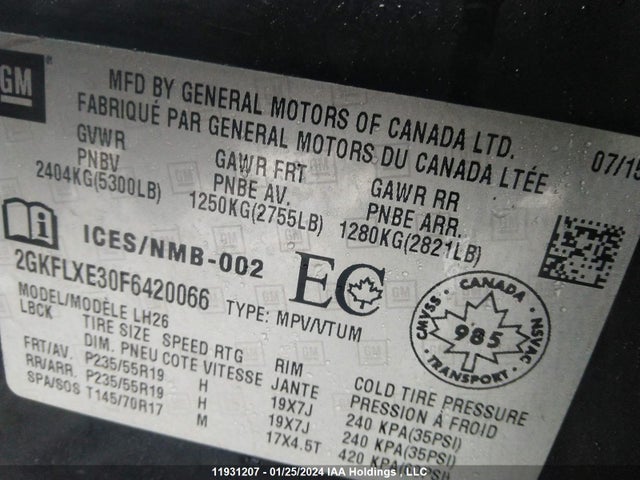 GM
MFD BY GENERAL MOTORS OF CANADA LTD.
FABRIQUÉ PAR GENERAL MOTORS DU CANADA LTÉE
07/15
GVWR
PNBV
2404KG(5300LB)
GAWR FRT
PNBE AV.
1250KG(2755LB)
GAWR RR
PNBE ARR.
1280KG(2821LB)
ICES/NMB-002
EC
2GKFLXE30F6420066
TYPE: MPV/VTUM
CANADA
CMVSS
NSVAC
985
TRANSPORT
MODEL/MODÈLE LH26
LBCK
TIRE SIZE SPEED RTG RIM
DIM. PNEU COTE VITESSE JANTE
FRT/AV. P235/55R19 H 19X7J
RR/ARR. P235/55R19 H 19X7J
SPA/SOS T145/70R17 M 17X4.5T
COLD TIRE PRESSURE
PRESSION À FROID
240 KPA(35PSI)
240 KPA(35PSI)
420 KPA(60PSI)
11931207 - 01/25/2024 IAA Holdings, LLC